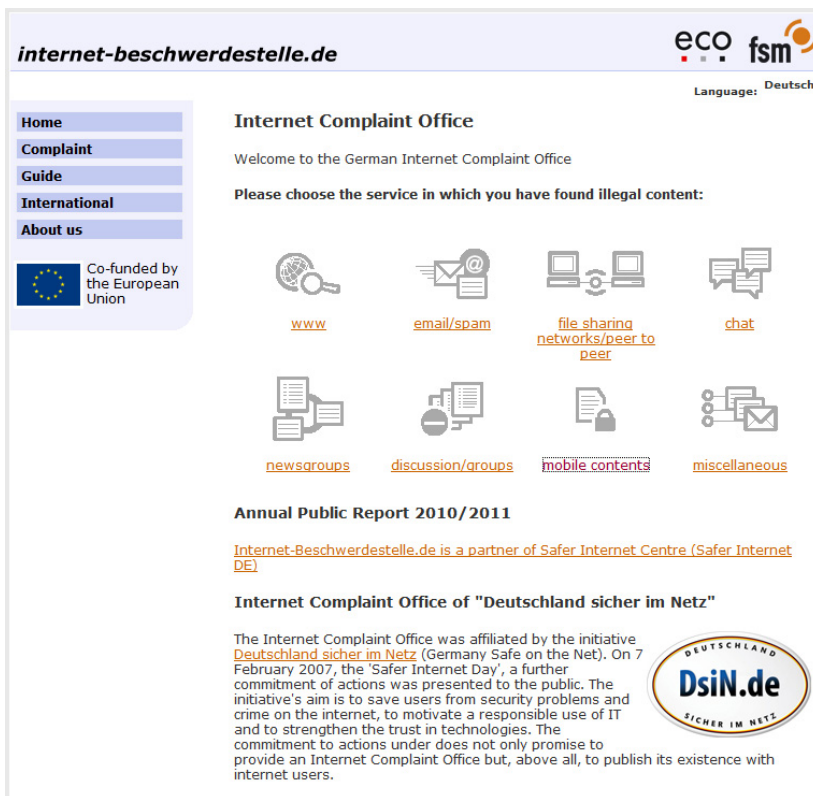 internet-beschwerdestelle.de
eco fsm
Language: Deutsch
Home
Complaint
Guide
International
About us
Co-funded by
the European
Union
Internet Complaint Office
Welcome to the German Internet Complaint Office
Please choose the service in which you have found illegal content:
www
email/spam
file sharing
networks/peer to
peer
chat
newsgroups
discussion/groups
mobile contents
miscellaneous
Annual Public Report 2010/2011
Internet-Beschwerdestelle.de is a partner of Safer Internet Centre (Safer Internet
DE)
Internet Complaint Office of "Deutschland sicher im Netz"
The Internet Complaint Office was affiliated by the initiative
Deutschland sicher im Netz (Germany Safe on the Net). On 7
February 2007, the 'Safer Internet Day', a further
commitment of actions was presented to the public. The
initiative's aim is to save users from security problems and
crime on the internet, to motivate a responsible use of IT
and to strengthen the trust in technologies. The
commitment to actions under does not only promise to
provide an Internet Complaint Office but, above all, to publish its existence with
internet users.
DEUTSCHLAND
DsiN.de
SICHER IM NETZ